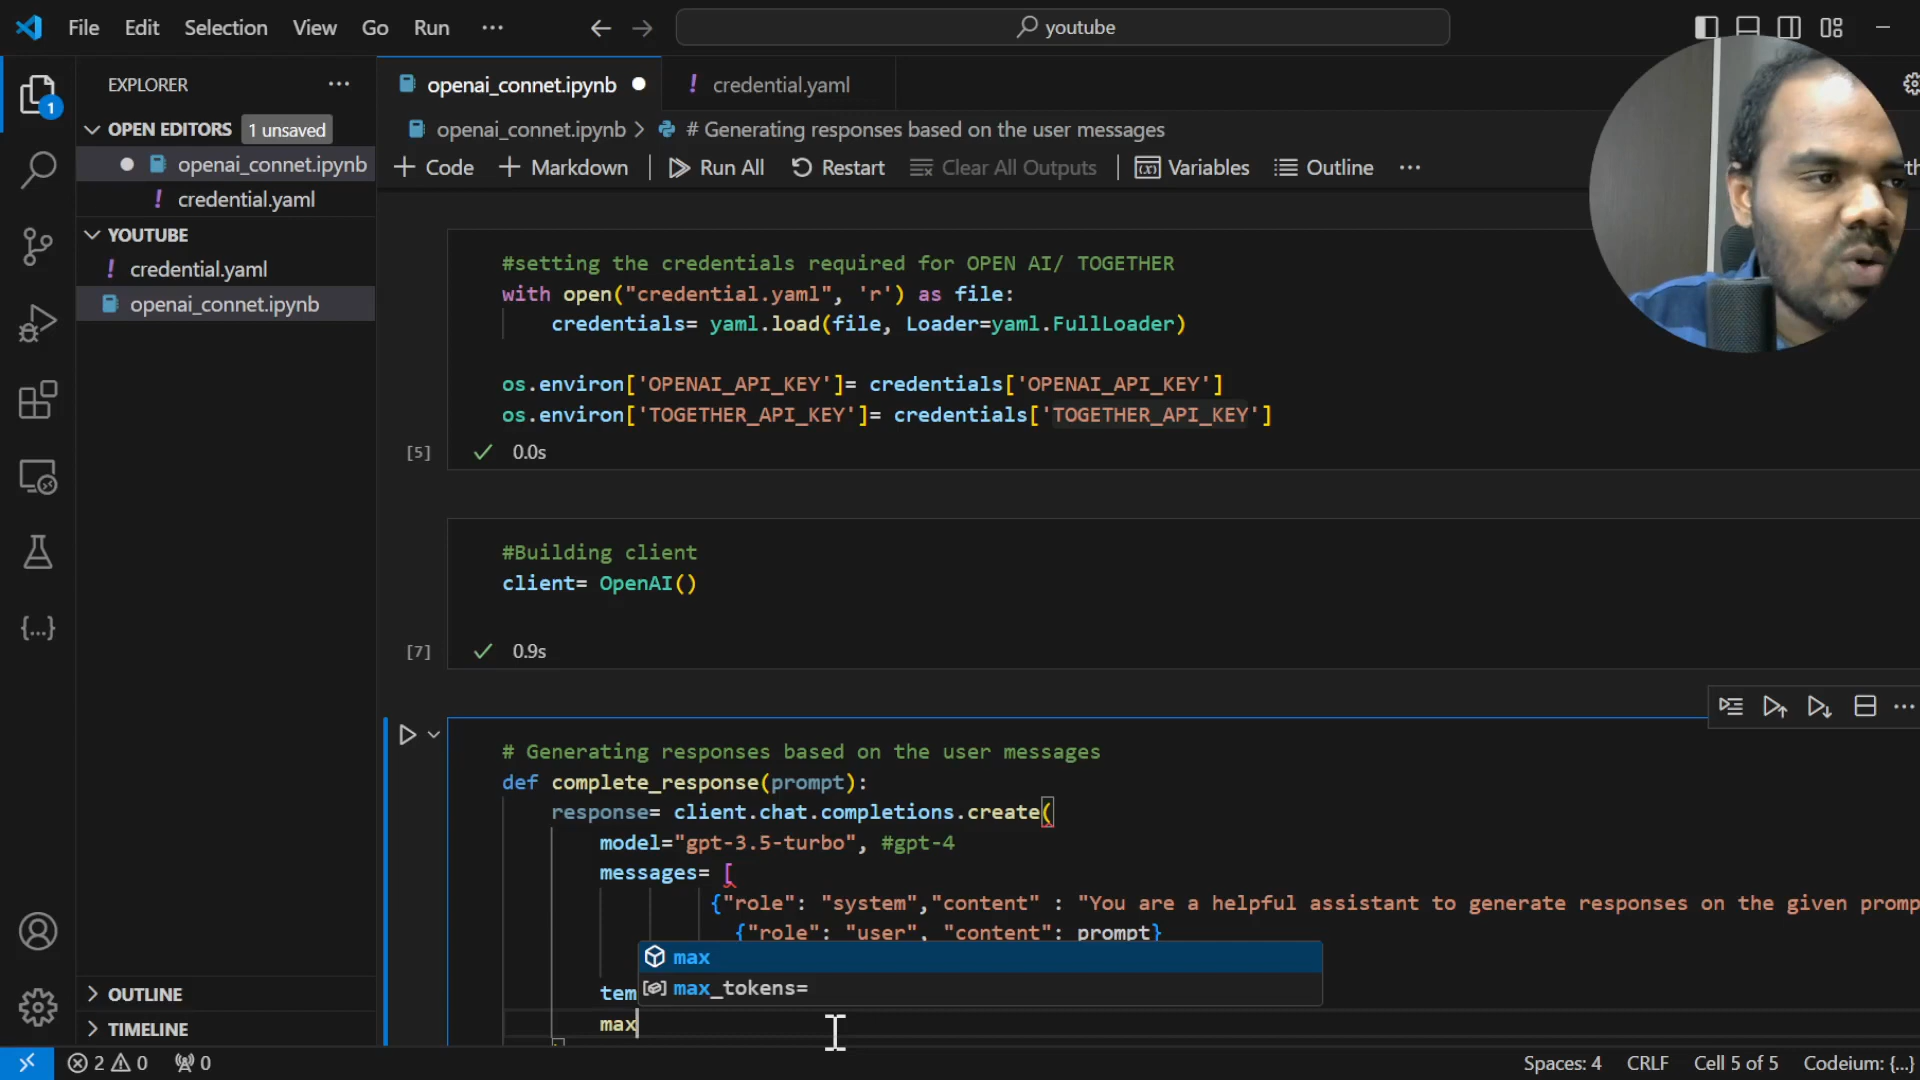 File Edit Selection View Go Run ···
youtube
EXPLORER ···
1
OPEN EDITORS 1 unsaved
openai_connet.ipynb
! credential.yaml
YOUTUBE
! credential.yaml
openai_connet.ipynb
OUTLINE
TIMELINE
openai_connet.ipynb
! credential.yaml
openai_connet.ipynb > # Generating responses based on the user messages
+ Code + Markdown Run All Restart Clear All Outputs Variables Outline ···
#setting the credentials required for OPEN AI/ TOGETHER
with open("credential.yaml", 'r') as file:
credentials= yaml.load(file, Loader=yaml.FullLoader)
os.environ['OPENAI_API_KEY']= credentials['OPENAI_API_KEY']
os.environ['TOGETHER_API_KEY']= credentials['TOGETHER_API_KEY']
[5] ✓ 0.0s
#Building client
client= OpenAI()
[7] ✓ 0.9s
# Generating responses based on the user messages
def complete_response(prompt):
response= client.chat.completions.create(
model="gpt-3.5-turbo", #gpt-4
messages= [
{"role": "system","content" : "You are a helpful assistant to generate responses on the given promp
{"role": "user", "content": prompt}
max
max_tokens=
tem
max
2 0 0
Spaces: 4 CRLF Cell 5 of 5 Codeium: {...}